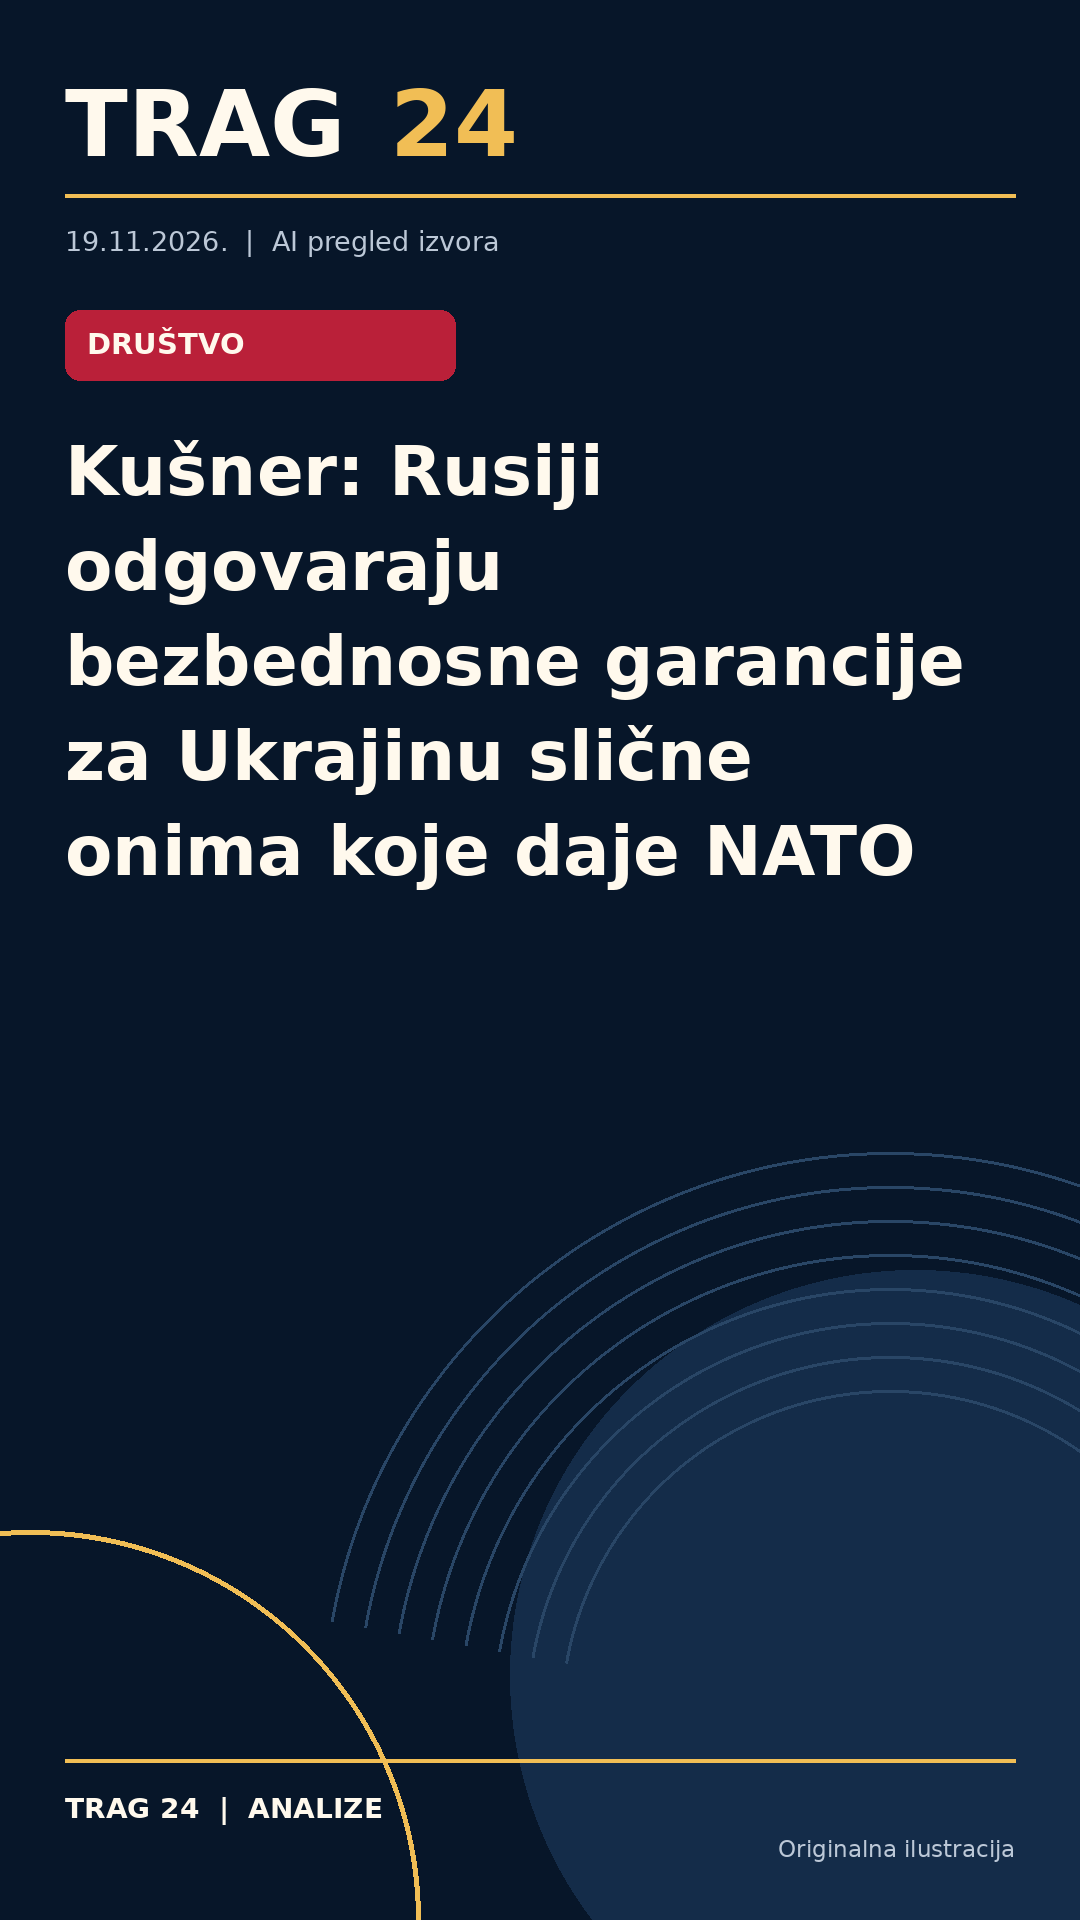 TRAG 24
19.11.2026. | AI pregled izvora
DRUŠTVO
Kušner: Rusiji
odgovaraju
bezbednosne garancije
za Ukrajinu slične
onima koje daje NATO
TRAG 24 | ANALIZE
Originalna ilustracija